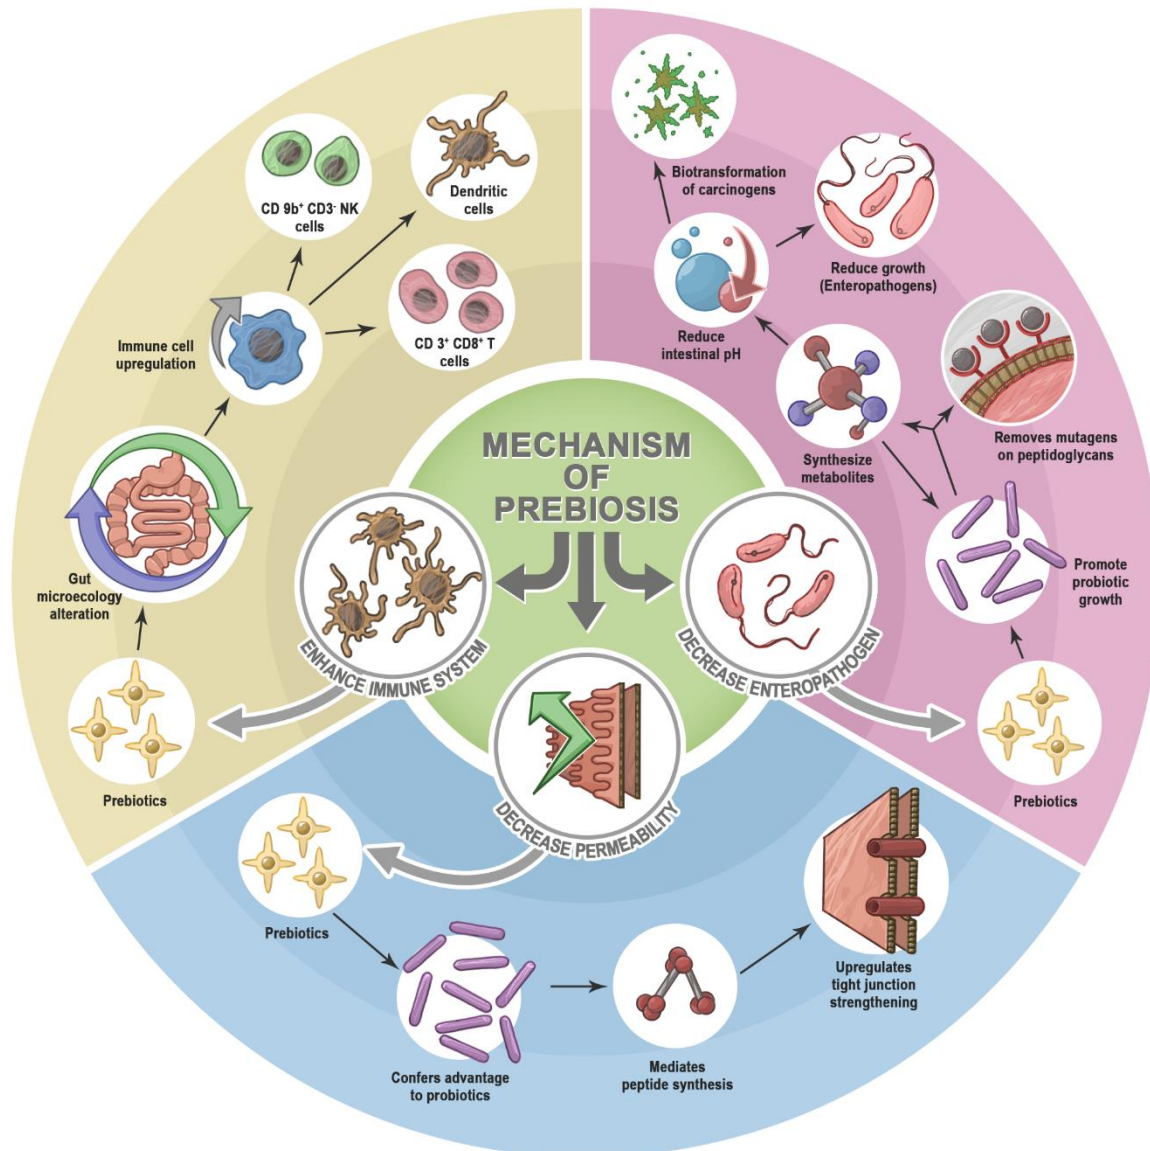 MECHANISM
OF
PREBIOSIS
ENHANCE IMMUNE SYSTEM
DECREASE PERMEABILITY
DECREASE ENTEROPATHOGEN
Prebiotics
Gut
microecology
alteration
Immune cell
upregulation
CD 9b⁺ CD3⁻ NK
cells
Dendritic
cells
CD 3⁺ CD8⁺ T
cells
Prebiotics
Confers advantage
to probiotics
Mediates
peptide synthesis
Upregulates
tight junction
strengthening
Prebiotics
Promote
probiotic
growth
Removes mutagens
on peptidoglycans
Synthesize
metabolites
Reduce
intestinal pH
Reduce growth
(Enteropathogens)
Biotransformation
of carcinogens